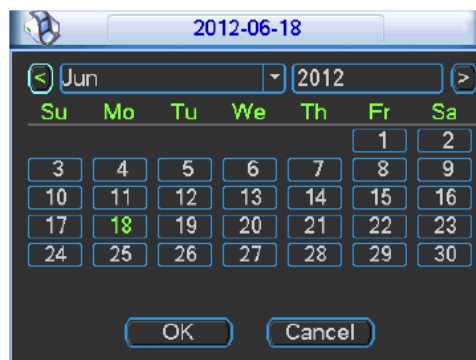 2012-06-18
< Jun 2012 >
Su Mo Tu We Th Fr Sa
1 2
3 4 5 6 7 8 9
10 11 12 13 14 15 16
17 18 19 20 21 22 23
24 25 26 27 28 29 30
OK Cancel